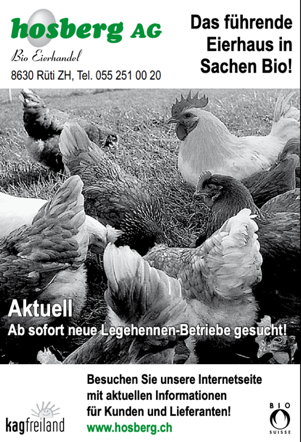 hosberg AG
Bio Eierhandel
8630 Rüti ZH, Tel. 055 251 00 20
Das führende
Eierhaus in
Sachen Bio!
Aktuell
Ab sofort neue Legehennen-Betriebe gesucht!
Besuchen Sie unsere Internetseite
mit aktuellen Informationen
für Kunden und Lieferanten!
www.hosberg.ch
kagfreiland
BIO
SUISSE